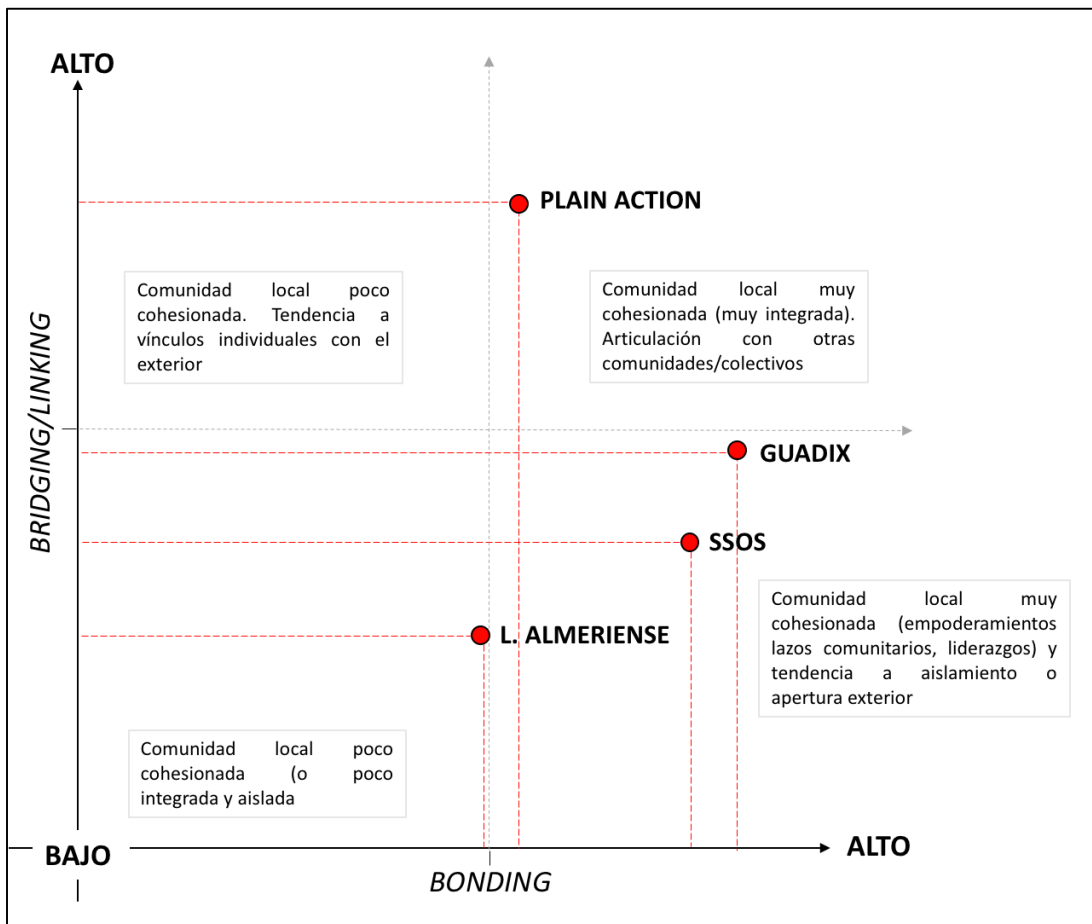 ALTO
PLAIN ACTION
Comunidad local poco
cohesionada. Tendencia a
vínculos individuales con el
exterior
Comunidad local muy
cohesionada (muy integrada).
Articulación con otras
comunidades/colectivos
BRIDGING/LINKING
GUADIX
SSOS
Comunidad local muy
cohesionada (empoderamientos
lazos comunitarios, liderazgos) y
tendencia a aislamiento o
apertura exterior
L. ALMERIENSE
Comunidad local poco
cohesionada (o poco
integrada y aislada
BAJO
ALTO
BONDING